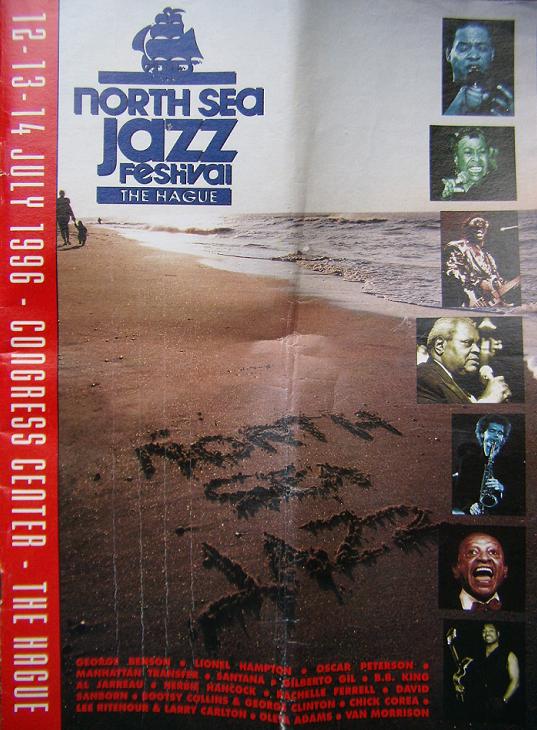 12-13-14 JULY 1996 - CONGRESS CENTER - THE HAGUE
NORTH SEA
JAZZ
FESTIVAL
THE HAGUE
NORTH
SEA
JAZZ
GEORGE BENSON • LIONEL HAMPTON • OSCAR PETERSON •
MANHATTAN TRANSFER • SANTANA • GILBERTO GIL • B.B. KING
AL JARREAU • HERBIE HANCOCK • RACHELLE FERRELL • DAVID
SANBORN • BOOTSY COLLINS & GEORGE CLINTON • CHICK COREA •
LEE RITENOUR & LARRY CARLTON • OLETA ADAMS • VAN MORRISON